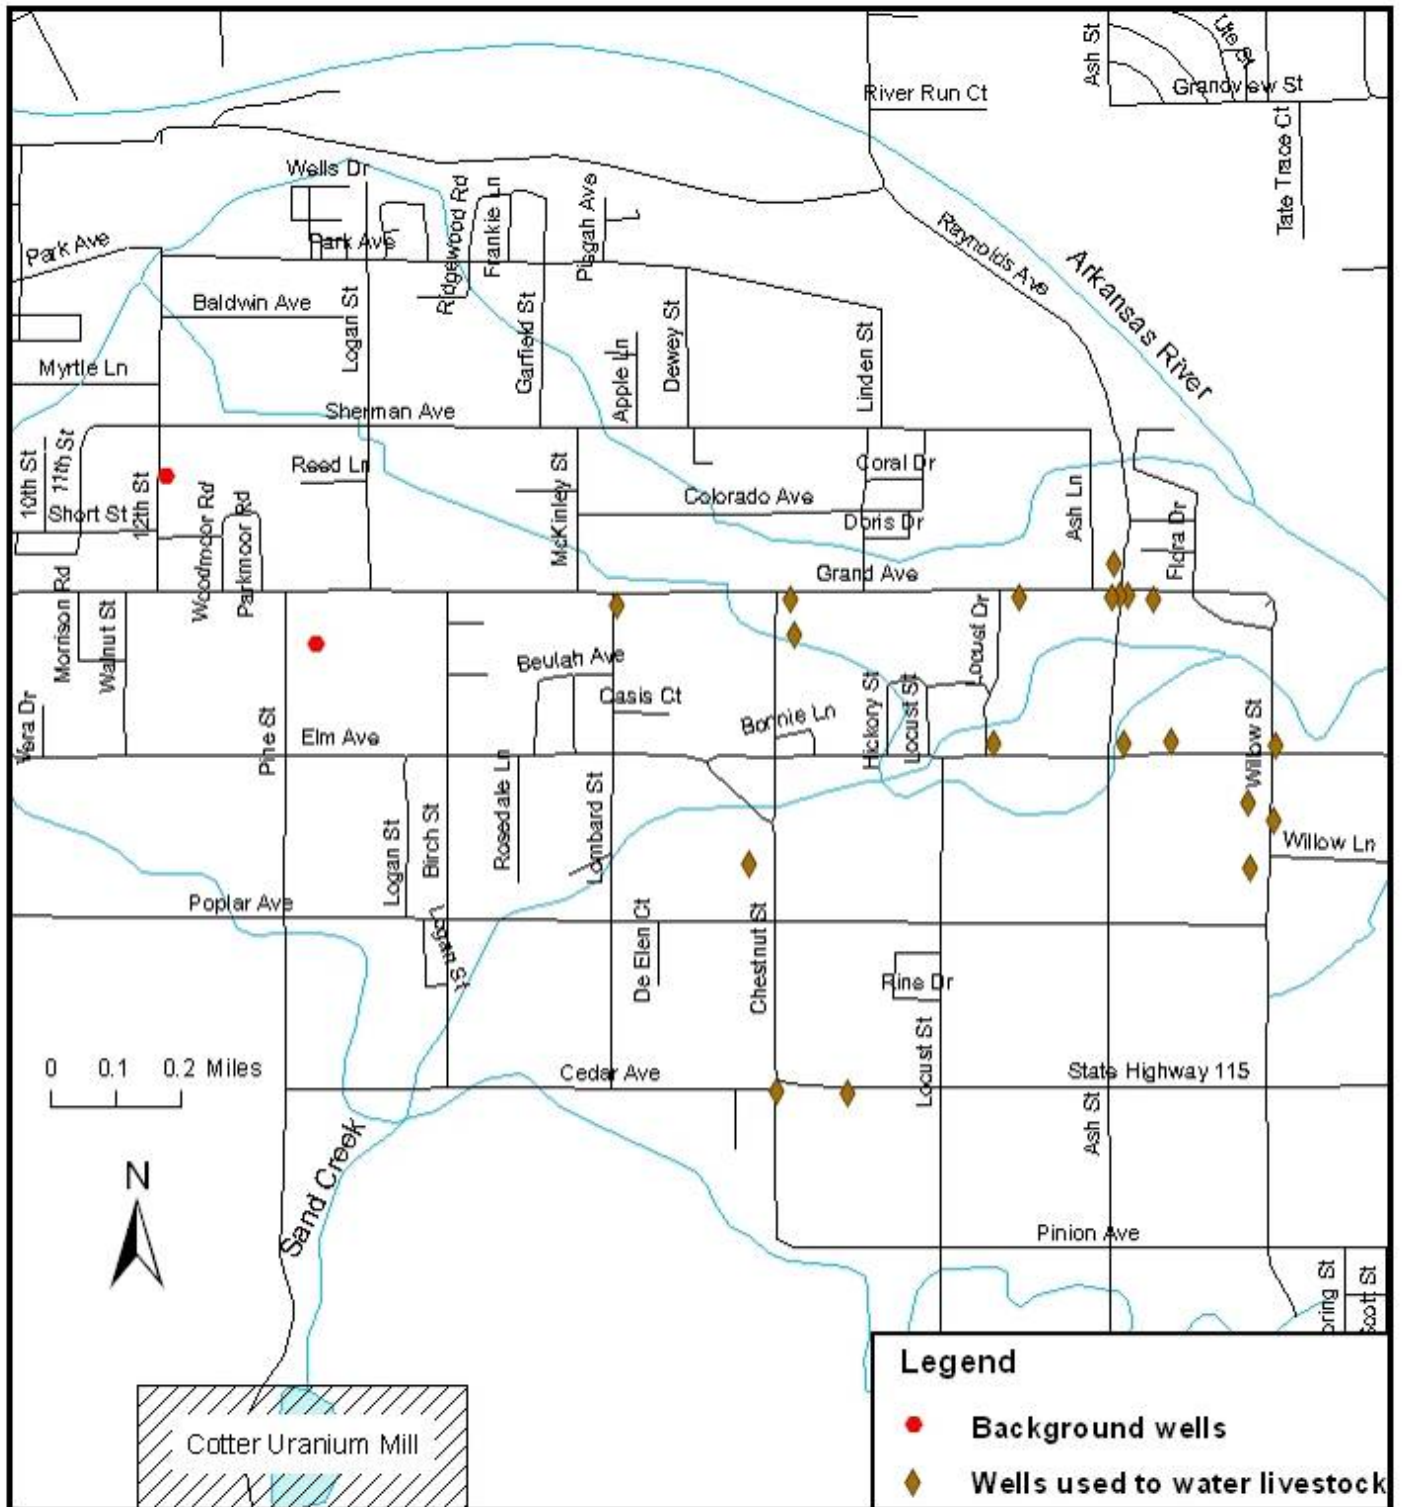 Ash St
Ute St
River Run Ct
Grandview St
Tate Trace Ct
Wells Dr
Ridgewood Rd
Frankie Ln
Pisgah Ave
Park Ave
Park Ave
Raynolds Ave
Arkansas River
Baldwin Ave
Logan St
Garfield St
Apple Ln
Dewey St
Linden St
Myrtle Ln
Sherman Ave
10th St
11th St
Short St
12th St
Reed Ln
Woodmoor Rd
Parkmoor Rd
McKinley St
Colorado Ave
Coral Dr
Doris Dr
Ash Ln
Flora Dr
Grand Ave
Morrison Rd
Walnut St
Vera Dr
Pine St
Elm Ave
Beulah Ave
Casis Ct
Bonnie Ln
Hickory St
Locust St
Locust Dr
Willow St
Willow Ln
Logan St
Birch St
Rosedale Ln
Lombard St
Poplar Ave
Logan St
De Elen Ct
Chestnut St
Rine Dr
Locust St
0 0.1 0.2 Miles
Cedar Ave
State Highway 115
Ash St
N
Sand Creek
Pinion Ave
oring St
Scott St
Cotter Uranium Mill
Legend
Background wells
Wells used to water livestock